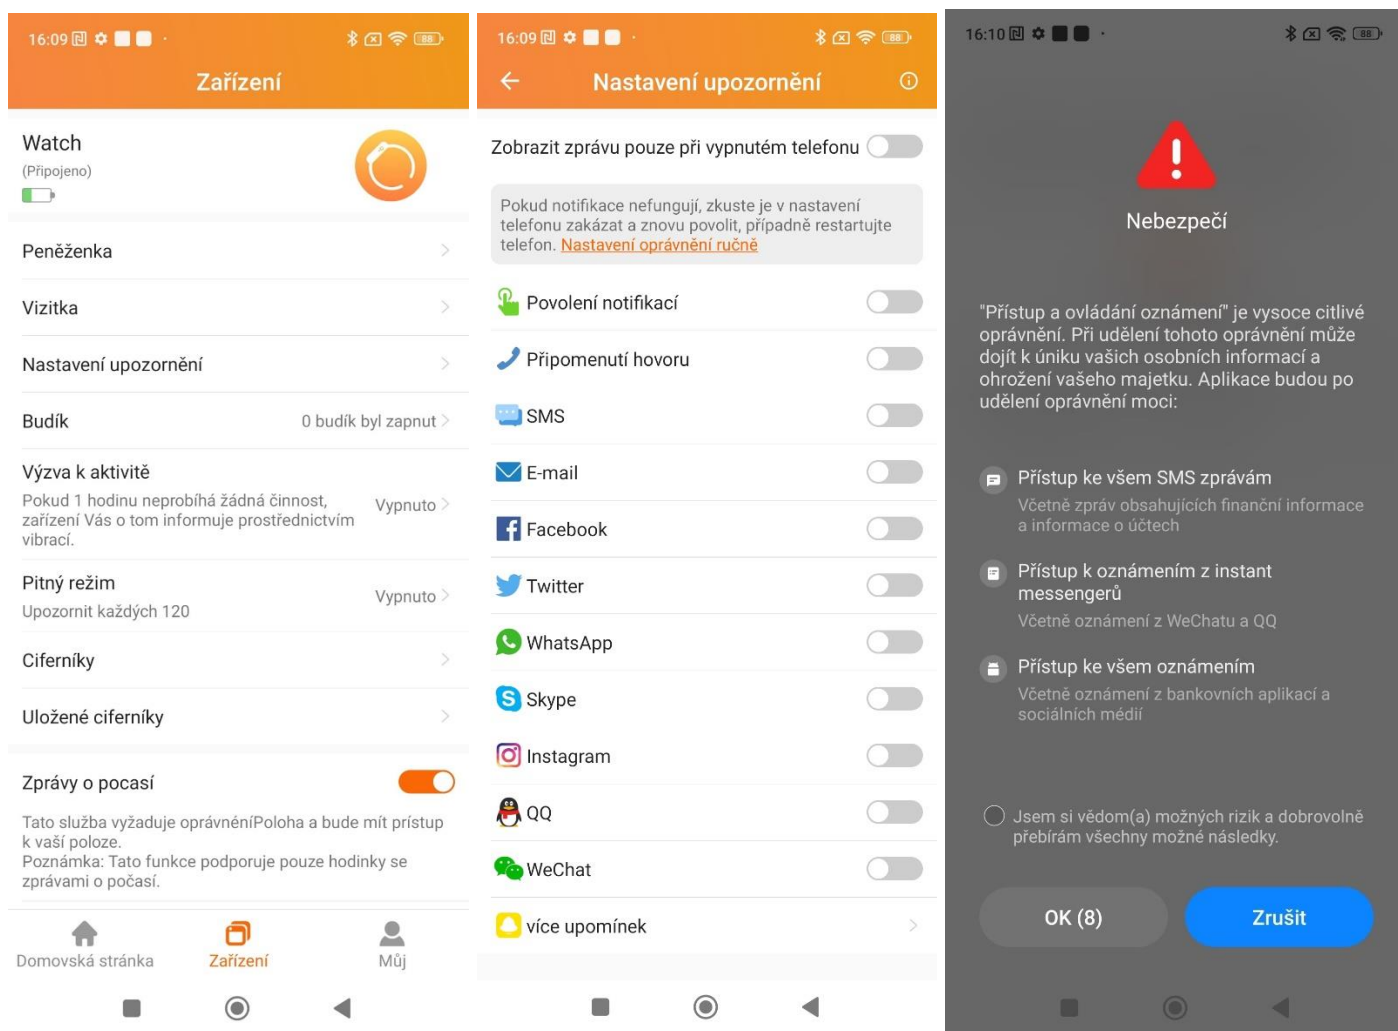 16:09
88
Zařízení
Watch
(Připojeno)
Peněženka
Vizitka
Nastavení upozornění
Budík
0 budík byl zapnut
Výzva k aktivitě
Pokud 1 hodinu neprobíhá žádná činnost,
zařízení Vás o tom informuje prostřednictvím
vibrací.
Vypnuto
Pitný režim
Upozornit každých 120
Vypnuto
Ciferníky
Uložené ciferníky
Zprávy o pocasí
Tato služba vyžaduje oprávnéníPoloha a bude mít prístup
k vaší poloze.
Poznámka: Tato funkce podporuje pouze hodinky se
zprávami o počasí.
Domovská stránka
Zařízení
Můj
16:09
88
Nastavení upozornění
Zobrazit zprávu pouze při vypnutém telefonu
Pokud notifikace nefungují, zkuste je v nastavení
telefonu zakázat a znovu povolit, případně restartujte
telefon. Nastavení oprávnění ručně
Povolení notifikací
Připomenutí hovoru
SMS
E-mail
Facebook
Twitter
WhatsApp
Skype
Instagram
QQ
WeChat
více upomínek
16:10
88
Nebezpečí
"Přístup a ovládání oznámení" je vysoce citlivé
oprávnění. Při udělení tohoto oprávnění může
dojít k úniku vašich osobních informací a
ohrožení vašeho majetku. Aplikace budou po
udělení oprávnění moci:
Přístup ke všem SMS zprávám
Včetně zpráv obsahujících finanční informace
a informace o účtech
Přístup k oznámením z instant
messengerů
Včetně oznámení z WeChatu a QQ
Přístup ke všem oznámením
Včetně oznámení z bankovních aplikací a
sociálních médií
Jsem si vědom(a) možných rizik a dobrovolně
přebírám všechny možné následky.
OK (8)
Zrušit